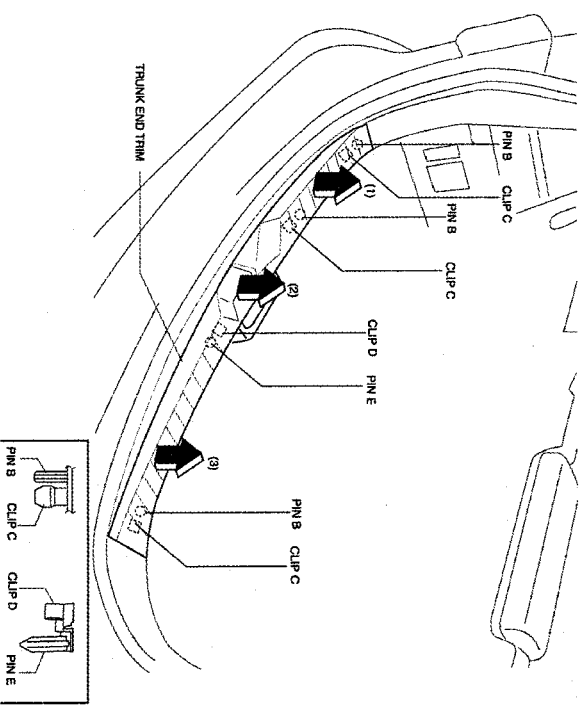 PIN B
CLIP C
PIN B
CLIP C
CLIP D
PIN E
PIN B
CLIP C
(1)
(2)
(3)
TRUNK END TRIM
PIN B
CLIP C
CLIP D
PIN E